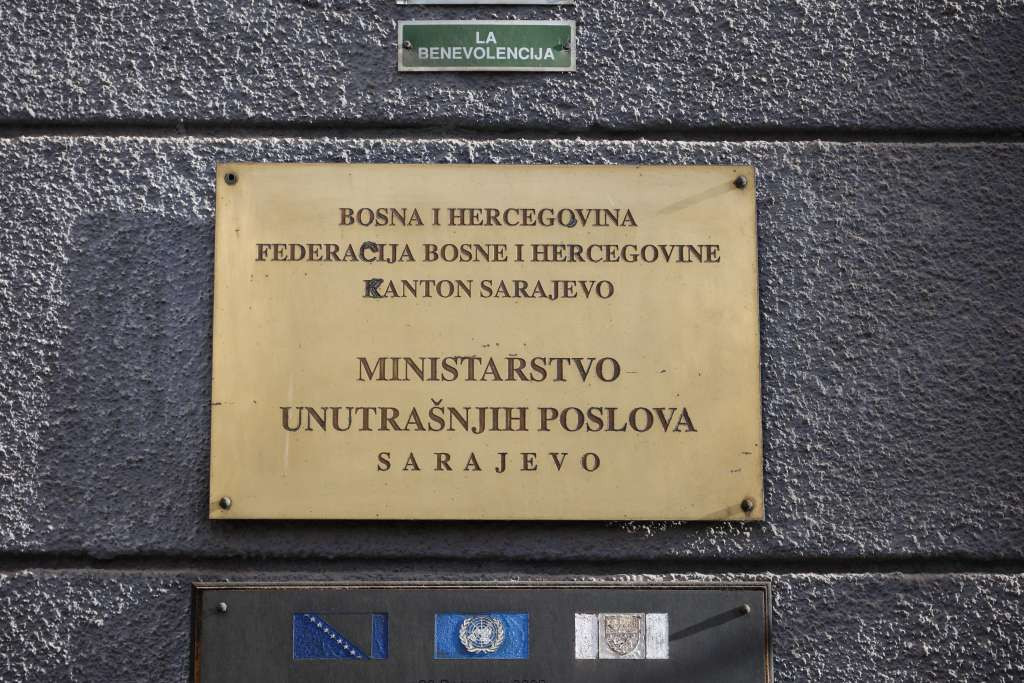 LA
BENEVOLENCIJA
BOSNA I HERCEGOVINA
FEDERACIJA BOSNE I HERCEGOVINE
KANTON SARAJEVO
MINISTARSTVO
UNUTRAŠNJIH POSLOVA
SARAJEVO